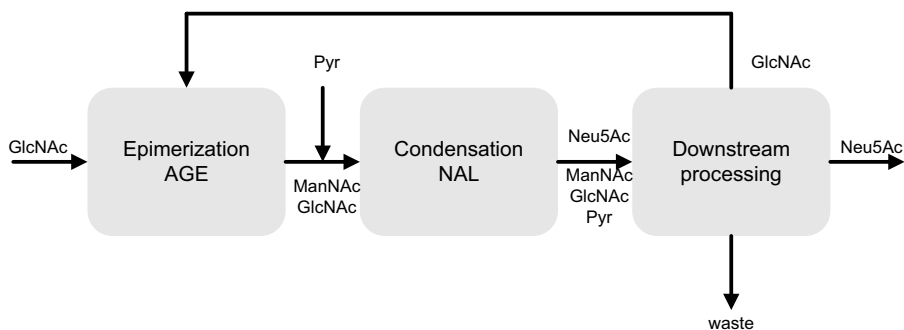 GlcNAc
Pyr
GlcNAc
Epimerization
AGE
ManNAc
GlcNAc
Condensation
NAL
Neu5Ac
ManNAc
GlcNAc
Pyr
Downstream
processing
Neu5Ac
waste